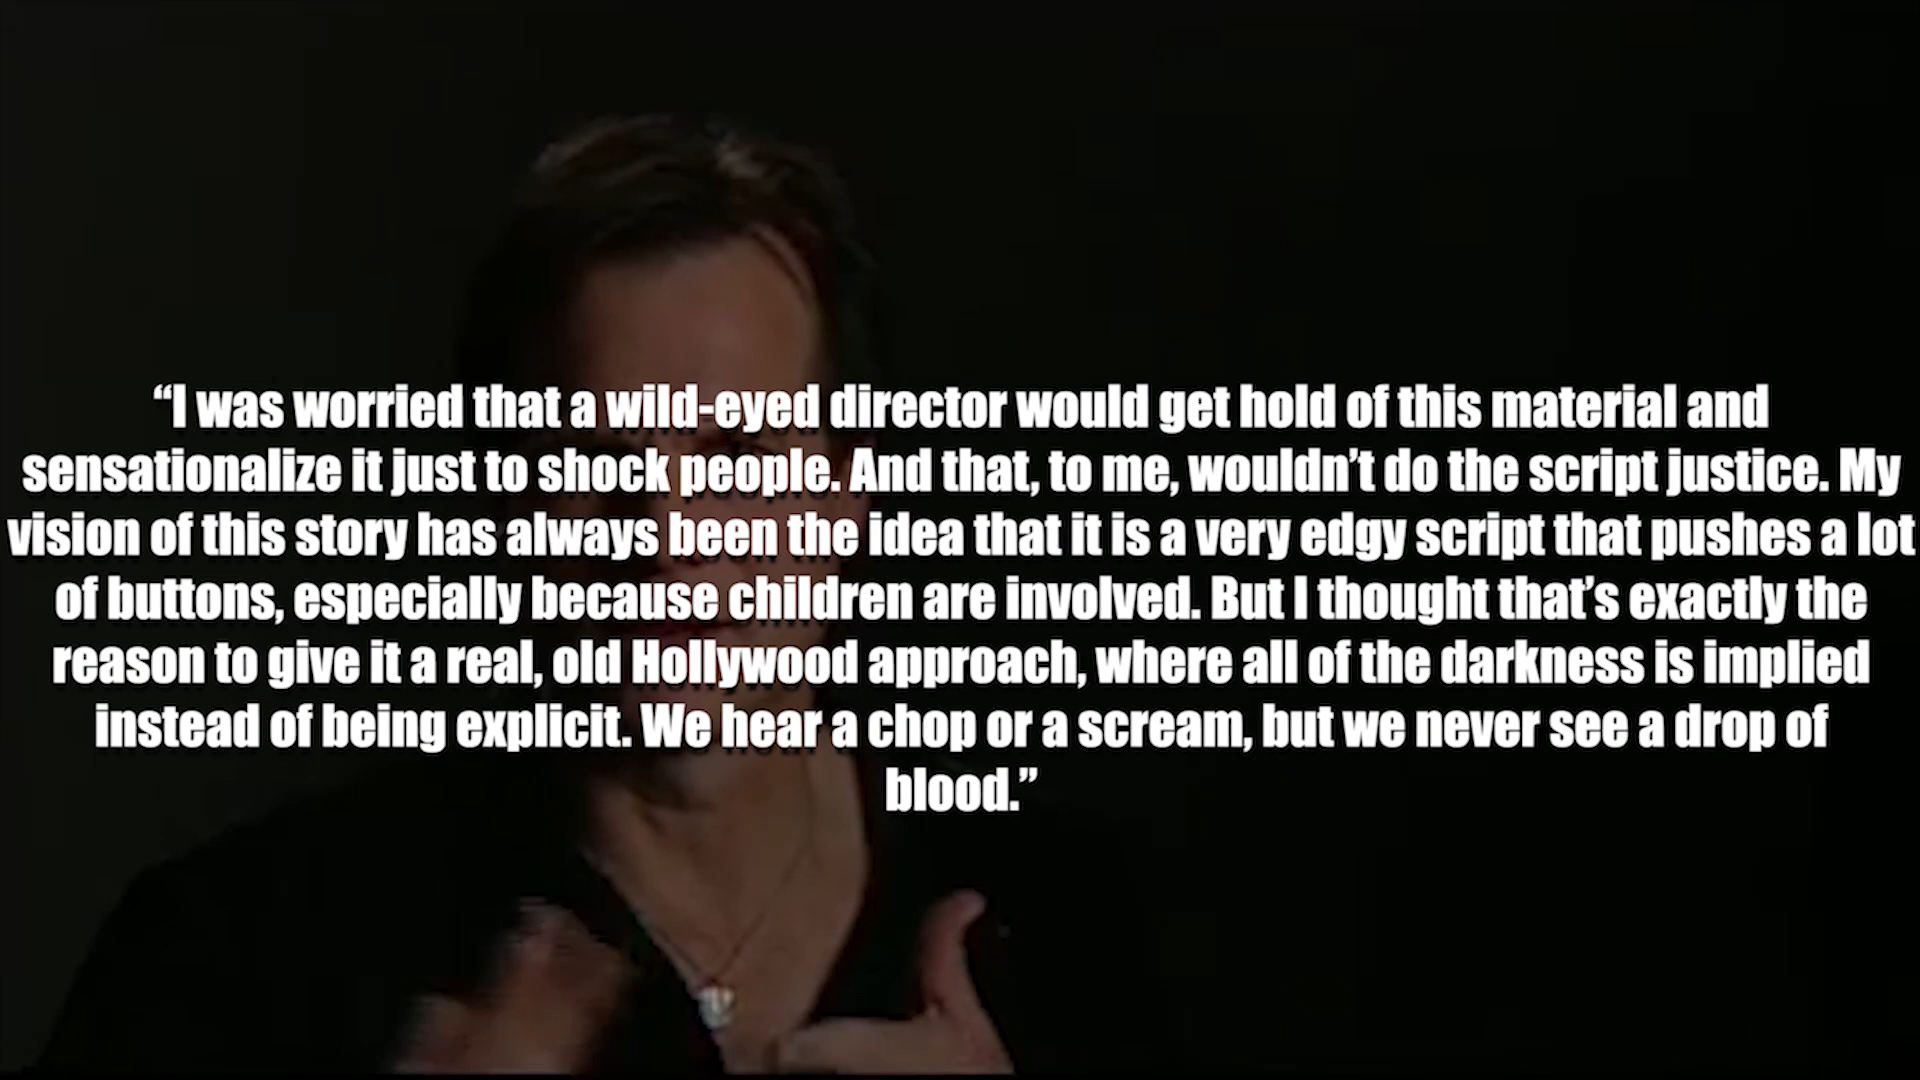 “I was worried that a wild-eyed director would get hold of this material and
sensationalize it just to shock people. And that, to me, wouldn’t do the script justice. My
vision of this story has always been the idea that it is a very edgy script that pushes a lot
of buttons, especially because children are involved. But I thought that’s exactly the
reason to give it a real, old Hollywood approach, where all of the darkness is implied
instead of being explicit. We hear a chop or a scream, but we never see a drop of
blood.”